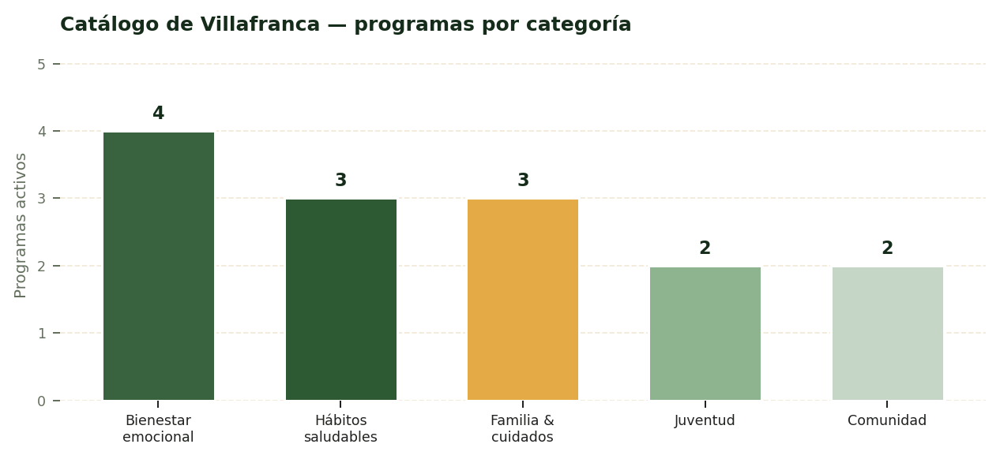 Catálogo de Villafranca — programas por categoría
Programas activos
5
4
3
2
1
0
4
3
3
2
2
Bienestar
emocional
Hábitos
saludables
Familia &
cuidados
Juventud
Comunidad